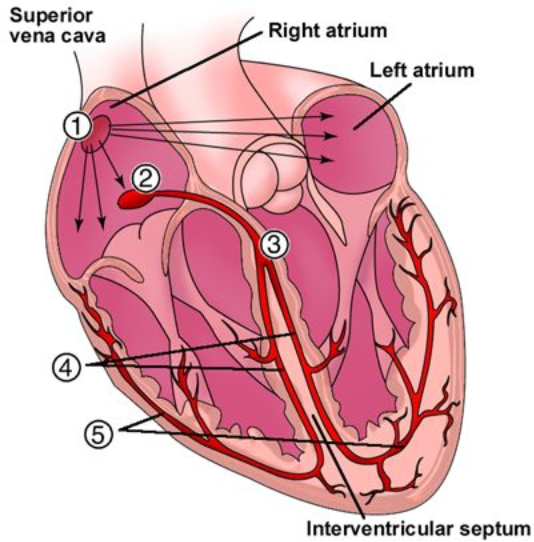 Superior
vena cava
Right atrium
Left atrium
1
2
3
4
5
Interventricular septum